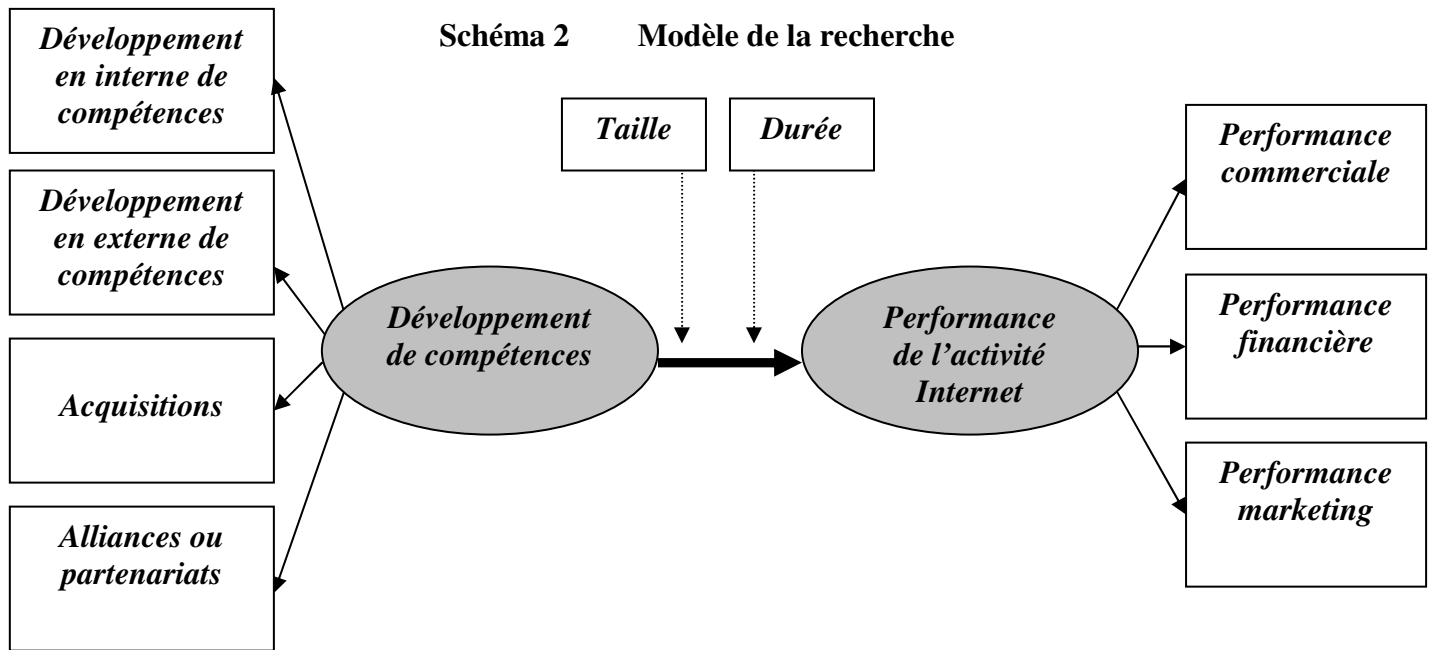 Schéma 2 Modèle de la recherche
Développement
en interne de
compétences
Développement
en externe de
compétences
Acquisitions
Alliances ou
partenariats
Développement
de compétences
Taille
Durée
Performance
de l’activité
Internet
Performance
commerciale
Performance
financière
Performance
marketing